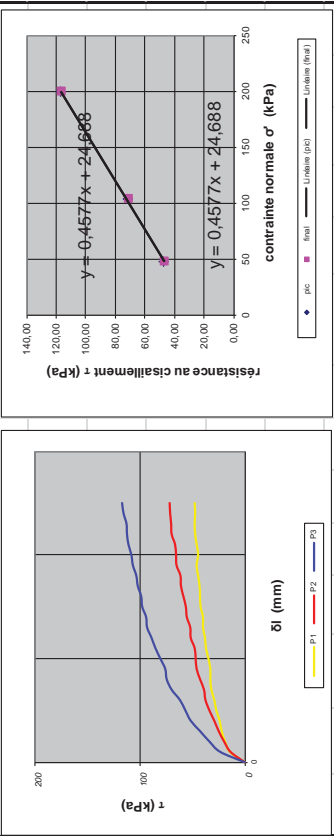 τ (kPa)
200
100
0
0
δl (mm)
P1 P2 P3
résistance au cisaillement τ (kPa)
140,00
120,00
100,00
80,00
60,00
40,00
20,00
0,00
y = 0,4577x + 24,688
y = 0,4577x + 24,688
0 50 100 150 200 250
contrainte normale σ' (kPa)
pic final Linéaire (pic) Linéaire (final)